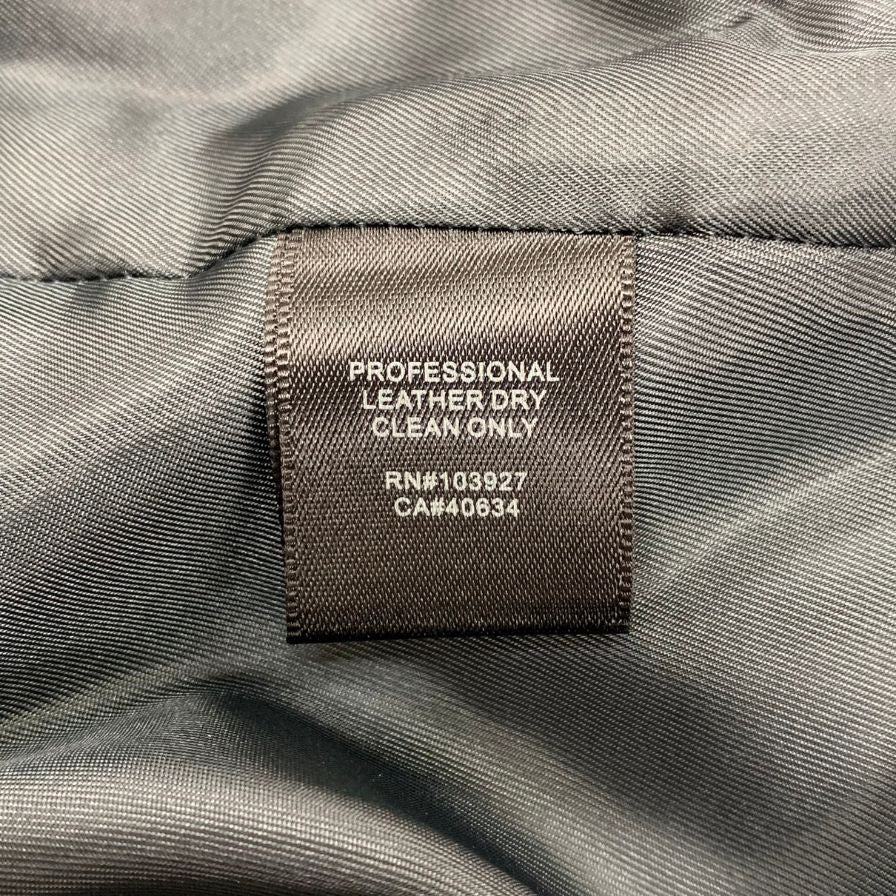 PROFESSIONAL
LEATHER DRY
CLEAN ONLY
RN#103927
CA#40634